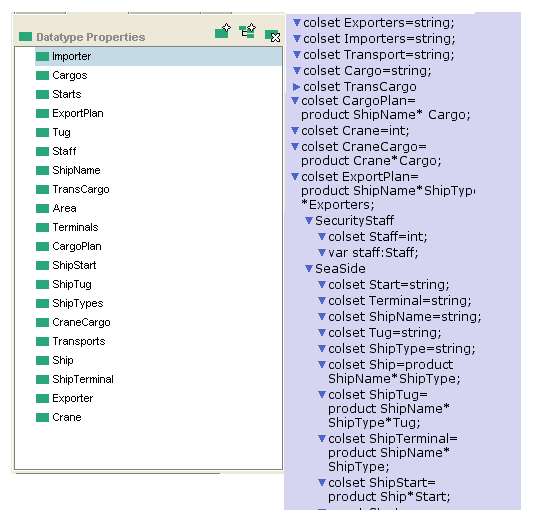 Datatype Properties
Importer
Cargos
Starts
ExportPlan
Tug
Staff
ShipName
TransCargo
Area
Terminals
CargoPlan
ShipStart
ShipTug
ShipTypes
CraneCargo
Transports
Ship
ShipTerminal
Exporter
Crane
colset Exporters=string;
colset Importers=string;
colset Transport=string;
colset Cargo=string;
colset TransCargo
colset CargoPlan=
product ShipName* Cargo;
colset Crane=int;
colset CraneCargo=
product Crane*Cargo;
colset ExportPlan=
product ShipName*ShipType
*Exporters;
SecurityStaff
colset Staff=int;
var staff:Staff;
SeaSide
colset Start=string;
colset Terminal=string;
colset ShipName=string;
colset Tug=string;
colset ShipType=string;
colset Ship=product
ShipName*ShipType;
colset ShipTug=
product ShipName*
ShipType*Tug;
colset ShipTerminal=
product ShipName*
ShipType;
colset ShipStart=
product Ship*Start;